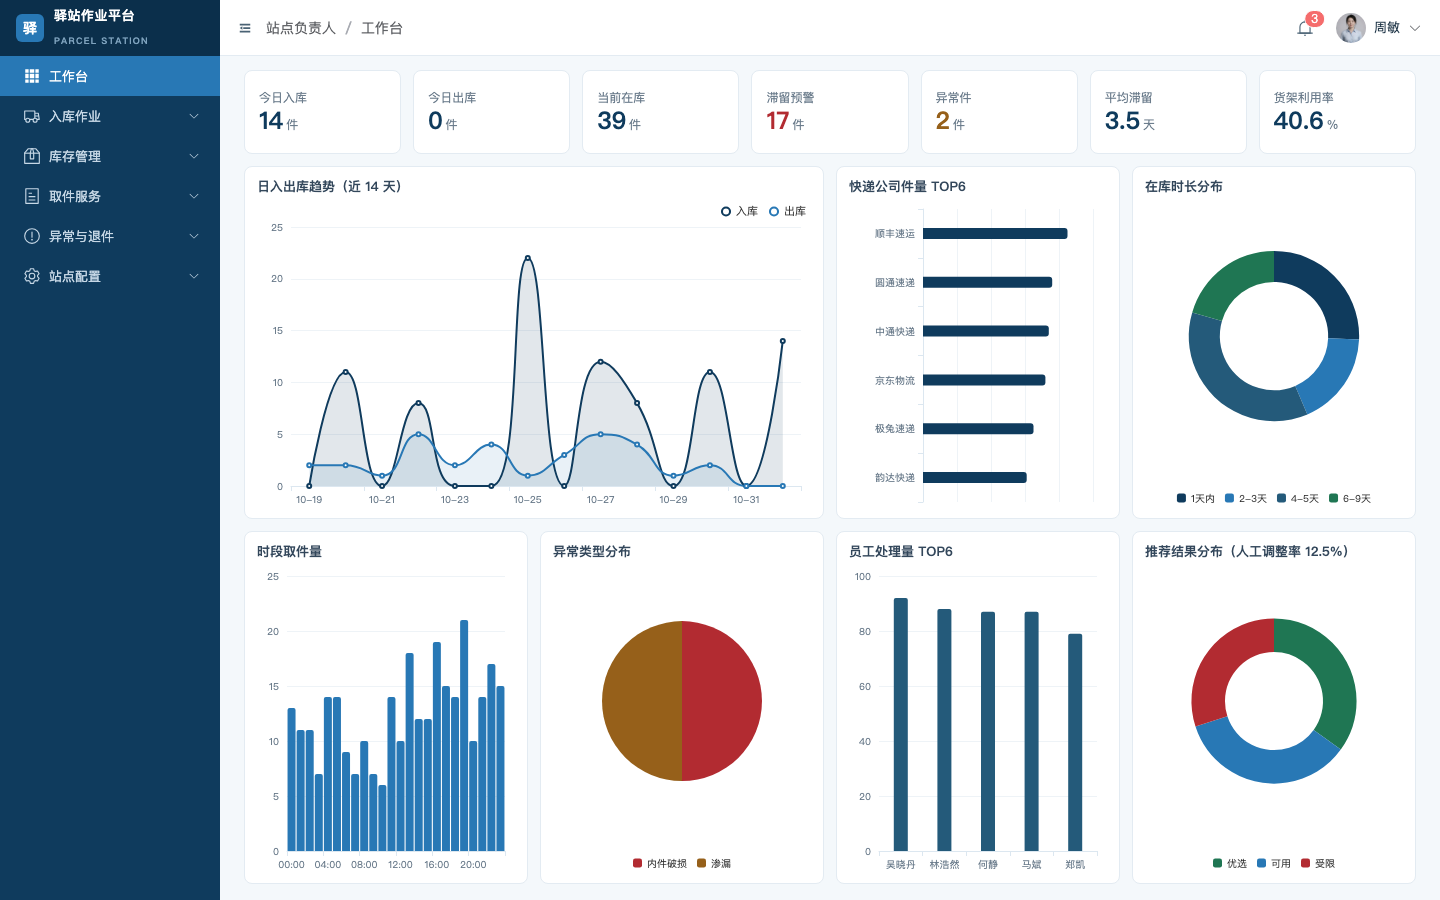 驿
驿站作业平台
PARCEL STATION
工作台
入库作业
库存管理
取件服务
异常与退件
站点配置
站点负责人 / 工作台
3
周敏
今日入库
14 件
今日出库
0 件
当前在库
39 件
滞留预警
17 件
异常件
2 件
平均滞留
3.5 天
货架利用率
40.6 %
日入出库趋势（近 14 天）
入库 出库
25
20
15
10
5
0
10-19 10-21 10-23 10-25 10-27 10-29 10-31
快递公司件量 TOP6
顺丰速运
圆通速递
中通快递
京东物流
极兔速递
韵达快递
在库时长分布
1天内 2-3天 4-5天 6-9天
时段取件量
25
20
15
10
5
0
00:00 04:00 08:00 12:00 16:00 20:00
异常类型分布
内件破损 渗漏
员工处理量 TOP6
100
80
60
40
20
0
吴晓丹 林浩然 何静 马斌 郑凯
推荐结果分布（人工调整率 12.5%）
优选 可用 受限